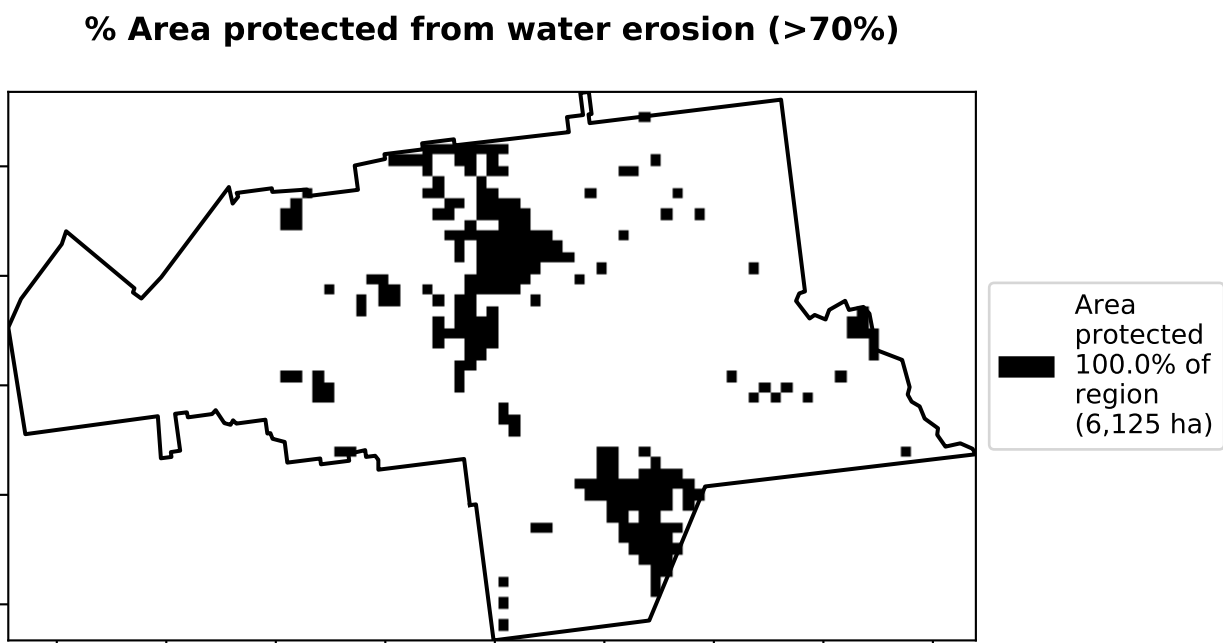 % Area protected from water erosion (>70%)
Area
protected
100.0% of
region
(6,125 ha)